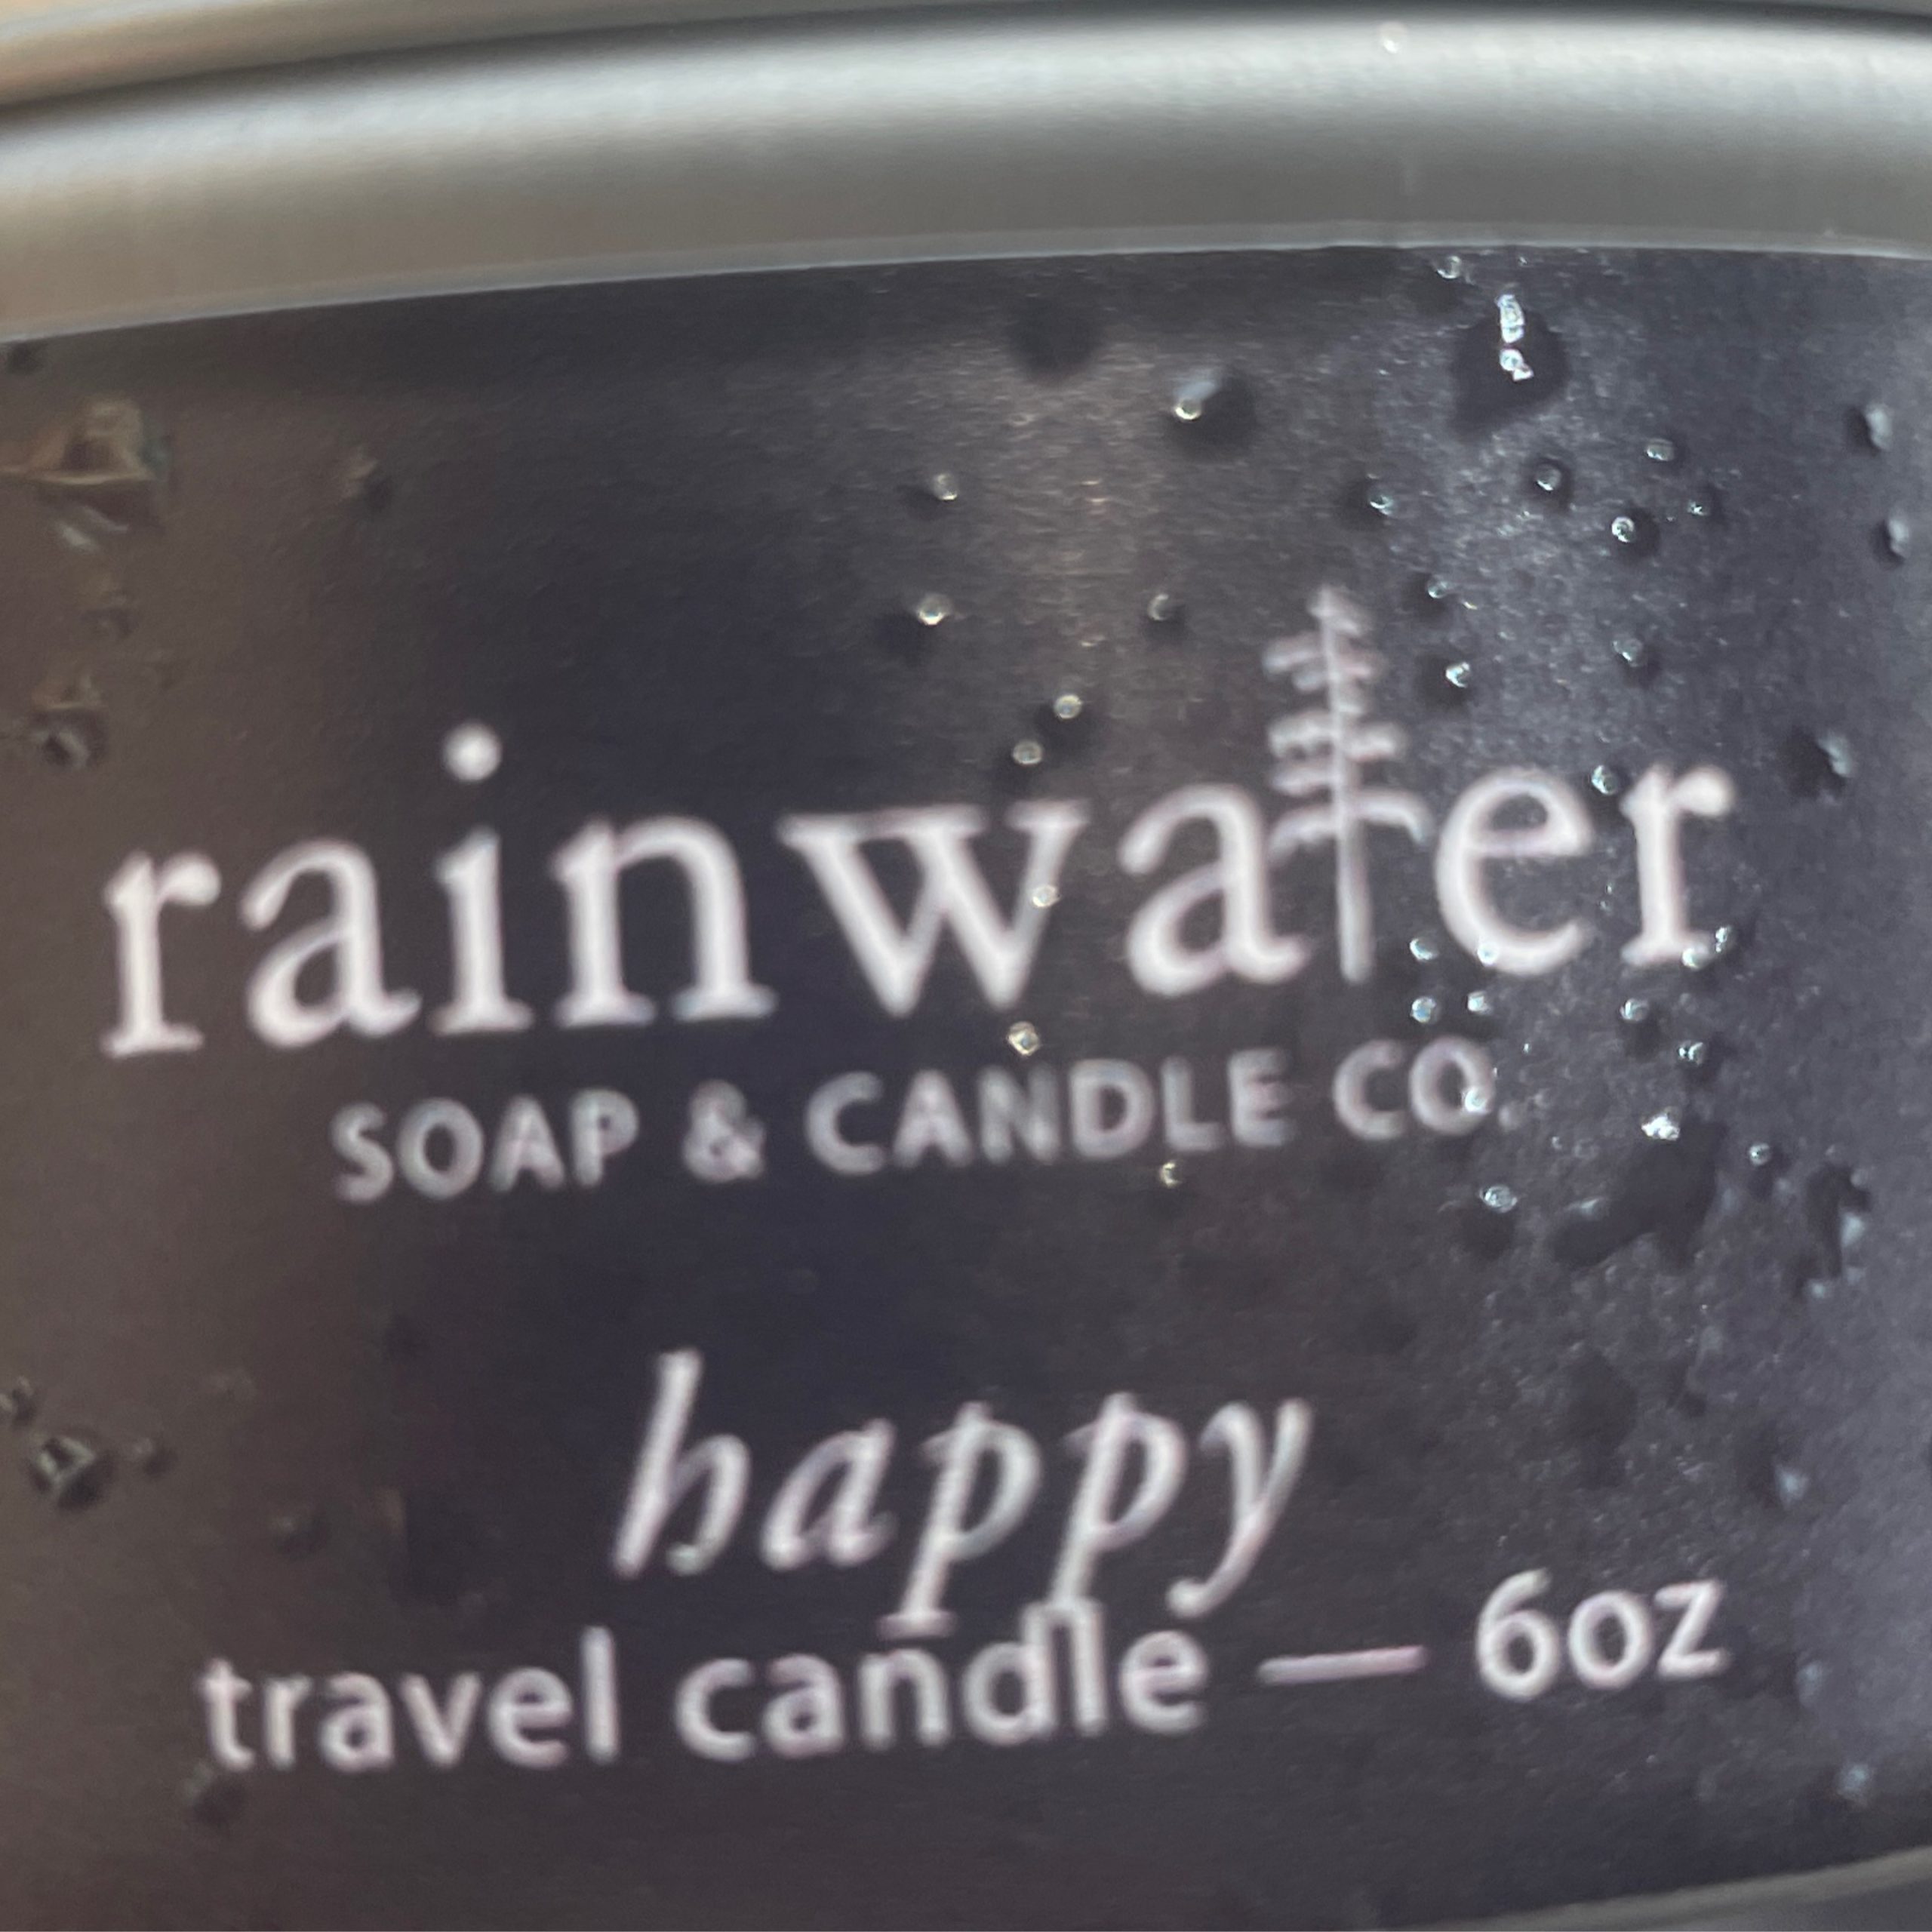 rainwater
SOAP & CANDLE CO.
happy
travel candle — 6oz